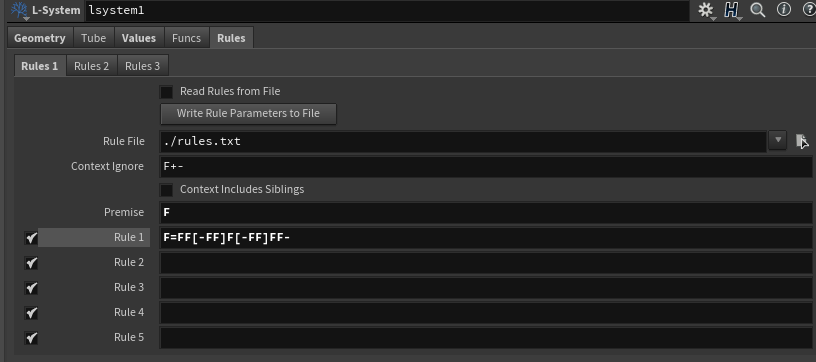 L-System lsystem1
Geometry Tube Values Funcs Rules
Rules 1 Rules 2 Rules 3
Read Rules from File
Write Rule Parameters to File
Rule File ./rules.txt
Context Ignore F+-
Context Includes Siblings
Premise F
Rule 1 F=FF[-FF]F[-FF]FF-
Rule 2
Rule 3
Rule 4
Rule 5